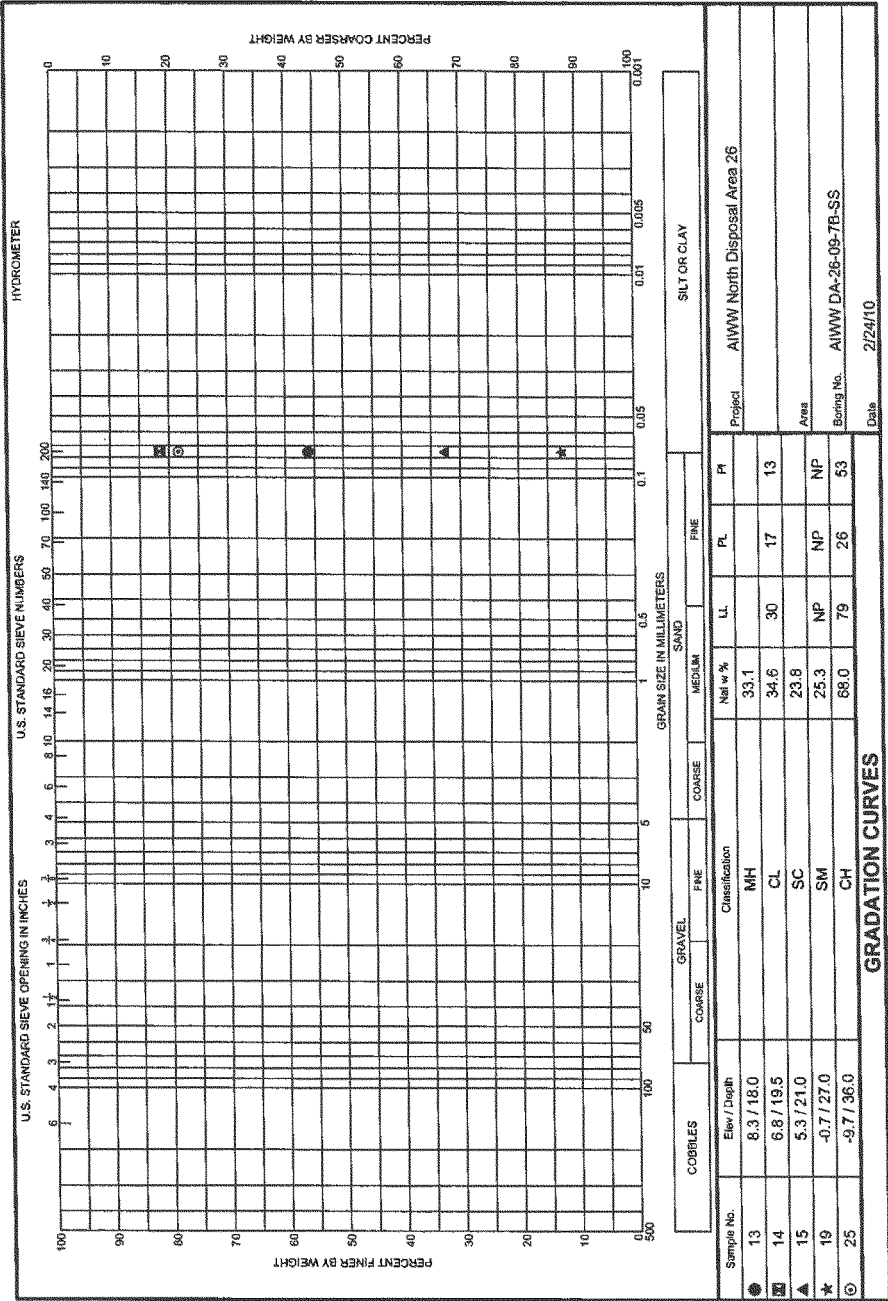 U.S. STANDARD SIEVE OPENING IN INCHES
U.S. STANDARD SIEVE NUMBERS
HYDROMETER
6 4 3 2 1½ 1 ¾ ½ ⅜ 3 4 6 8 10 14 16 20 30 40 50 70 100 140 200
PERCENT FINER BY WEIGHT
100
90
80
70
60
50
40
30
20
10
0
PERCENT COARSER BY WEIGHT
0
10
20
30
40
50
60
70
80
90
100
500 100 50 10 5 1 0.5 0.1 0.05 0.01 0.005 0.001
GRAIN SIZE IN MILLIMETERS
COBBLES GRAVEL SAND SILT OR CLAY
COARSE FINE COARSE MEDIUM FINE
Sample No. Elev / Depth Classification Nat w % LL PL PI
13 8.3 / 18.0 MH 33.1
14 6.8 / 19.5 CL 34.6 30 17 13
15 5.3 / 21.0 SC 23.8
19 -0.7 / 27.0 SM 25.3 NP NP NP
25 -9.7 / 36.0 CH 68.0 79 26 53
Project AIWW North Disposal Area 26
Area
Boring No. AIWW DA-26-09-7B-SS
Date 2/24/10
GRADATION CURVES